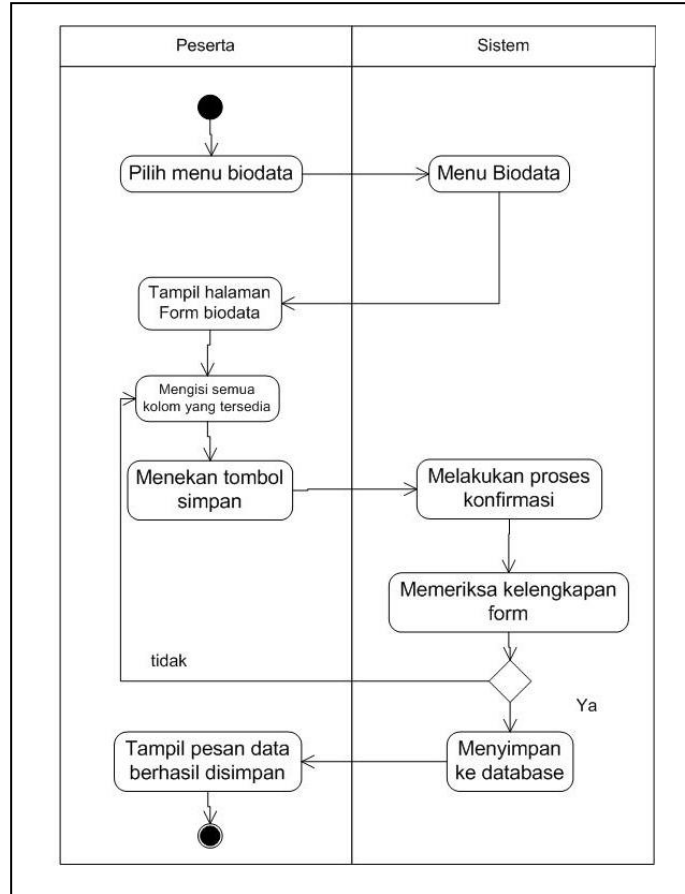 Peserta
Sistem
Pilih menu biodata
Menu Biodata
Tampil halaman
Form biodata
Mengisi semua
kolom yang tersedia
Menekan tombol
simpan
Melakukan proses
konfirmasi
Memeriksa kelengkapan
form
tidak
Ya
Tampil pesan data
berhasil disimpan
Menyimpan
ke database